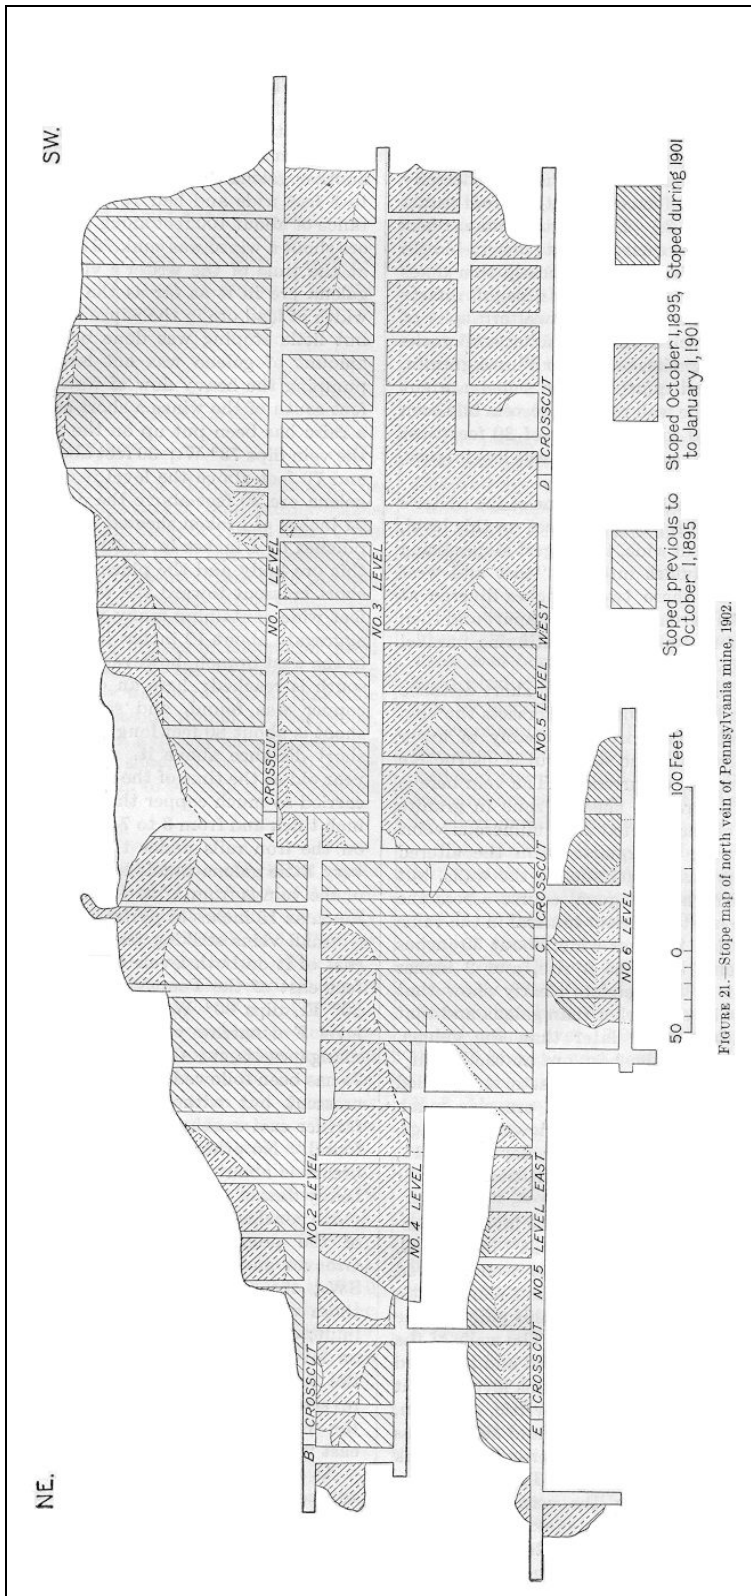 NE.
SW.
NO. 1 LEVEL
A CROSSCUT
NO. 2 LEVEL
B CROSSCUT
NO. 3 LEVEL
NO. 4 LEVEL
D CROSSCUT
NO. 5 LEVEL WEST
C CROSSCUT
NO. 5 LEVEL EAST
E CROSSCUT
NO. 6 LEVEL
50 0 100 Feet
Stoped previous to
October 1, 1895
Stoped October 1, 1895,
to January 1, 1901
Stoped during 1901
FIGURE 21.—Stope map of north vein of Pennsylvania mine, 1902.